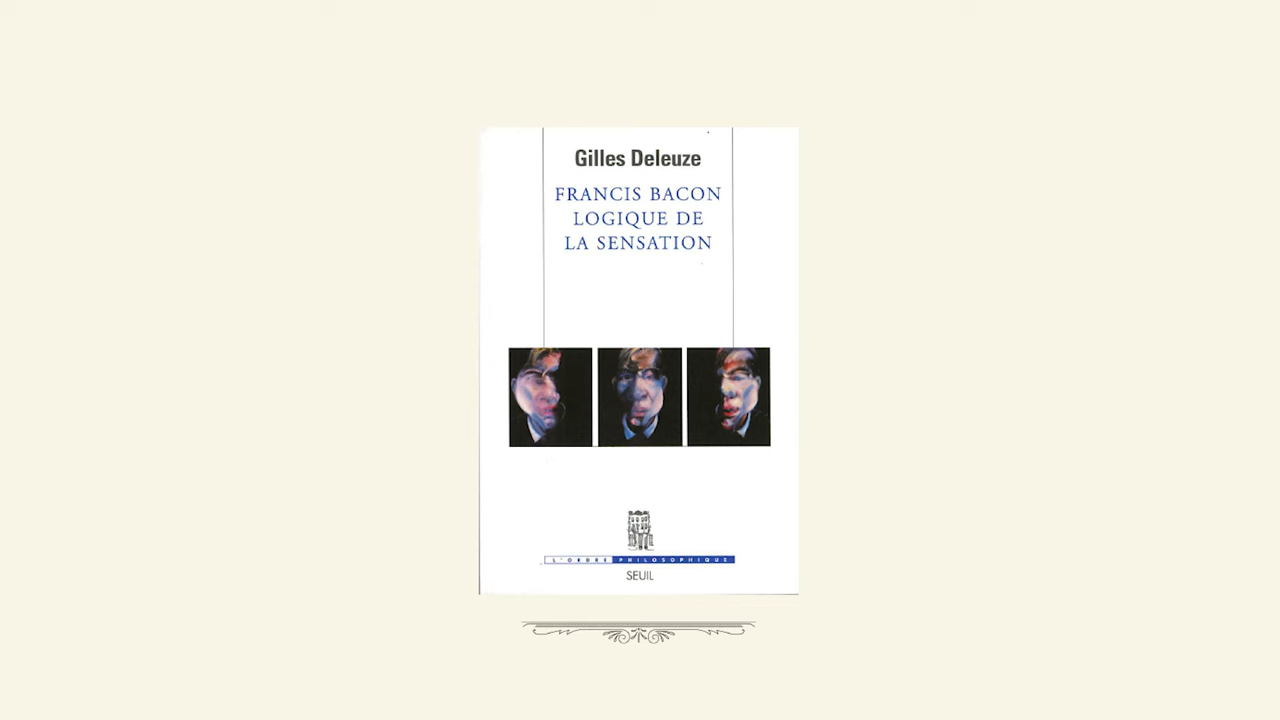 Gilles Deleuze
FRANCIS BACON
LOGIQUE DE
LA SENSATION
L'ORDRE PHILOSOPHIQUE
SEUIL